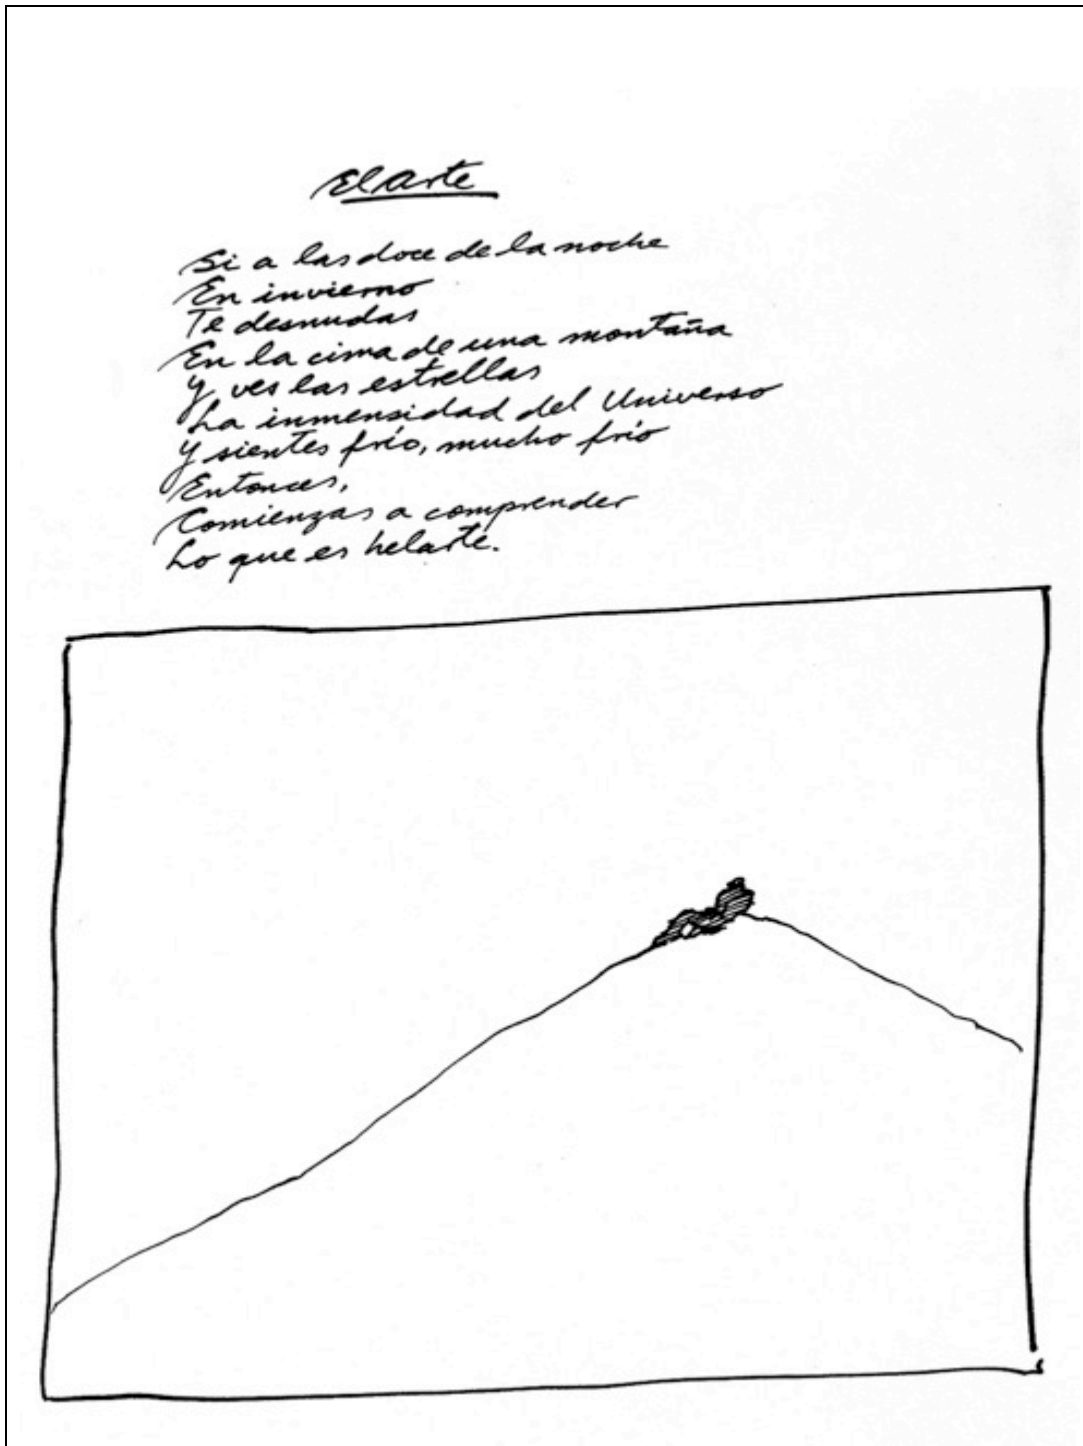 El arte
Si a las doce de la noche
En invierno
Te desnudas
En la cima de una montaña
Y ves las estrellas
La inmensidad del Universo
Y sientes frío, mucho frío
Entonces,
Comienzas a comprender
Lo que es helarte.